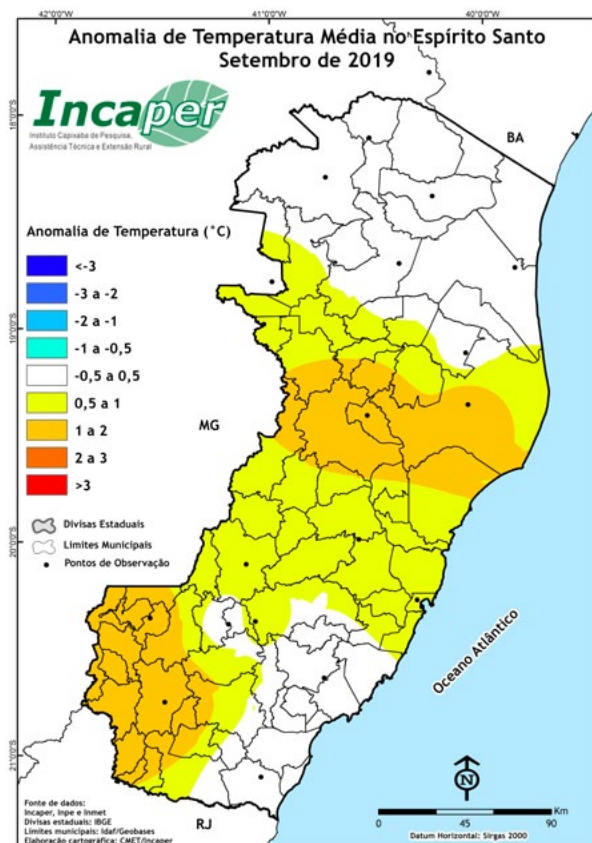 42°0'0"O 41°0'0"O 40°0'0"O
Anomalia de Temperatura Média no Espírito Santo
Setembro de 2019
18°0'0"S
Incaper
Instituto Capixaba de Pesquisa,
Assistência Técnica e Extensão Rural
BA
Anomalia de Temperatura (°C)
<-3
-3 a -2
-2 a -1
-1 a -0,5
-0,5 a 0,5
0,5 a 1
1 a 2
2 a 3
>3
19°0'0"S
MG
Divisas Estaduais
Limites Municipais
Pontos de Observação
20°0'0"S
Oceano Atlântico
21°0'0"S
N
Fonte de dados:
Incaper, Inpe e Inmet
Divisas estaduais: IBGE
Limites municipais: Idaf/Geobases
Elaboração cartográfica: CMET/Incaper
RJ
Km
0 45 90
Datum Horizontal: Sirgas 2000